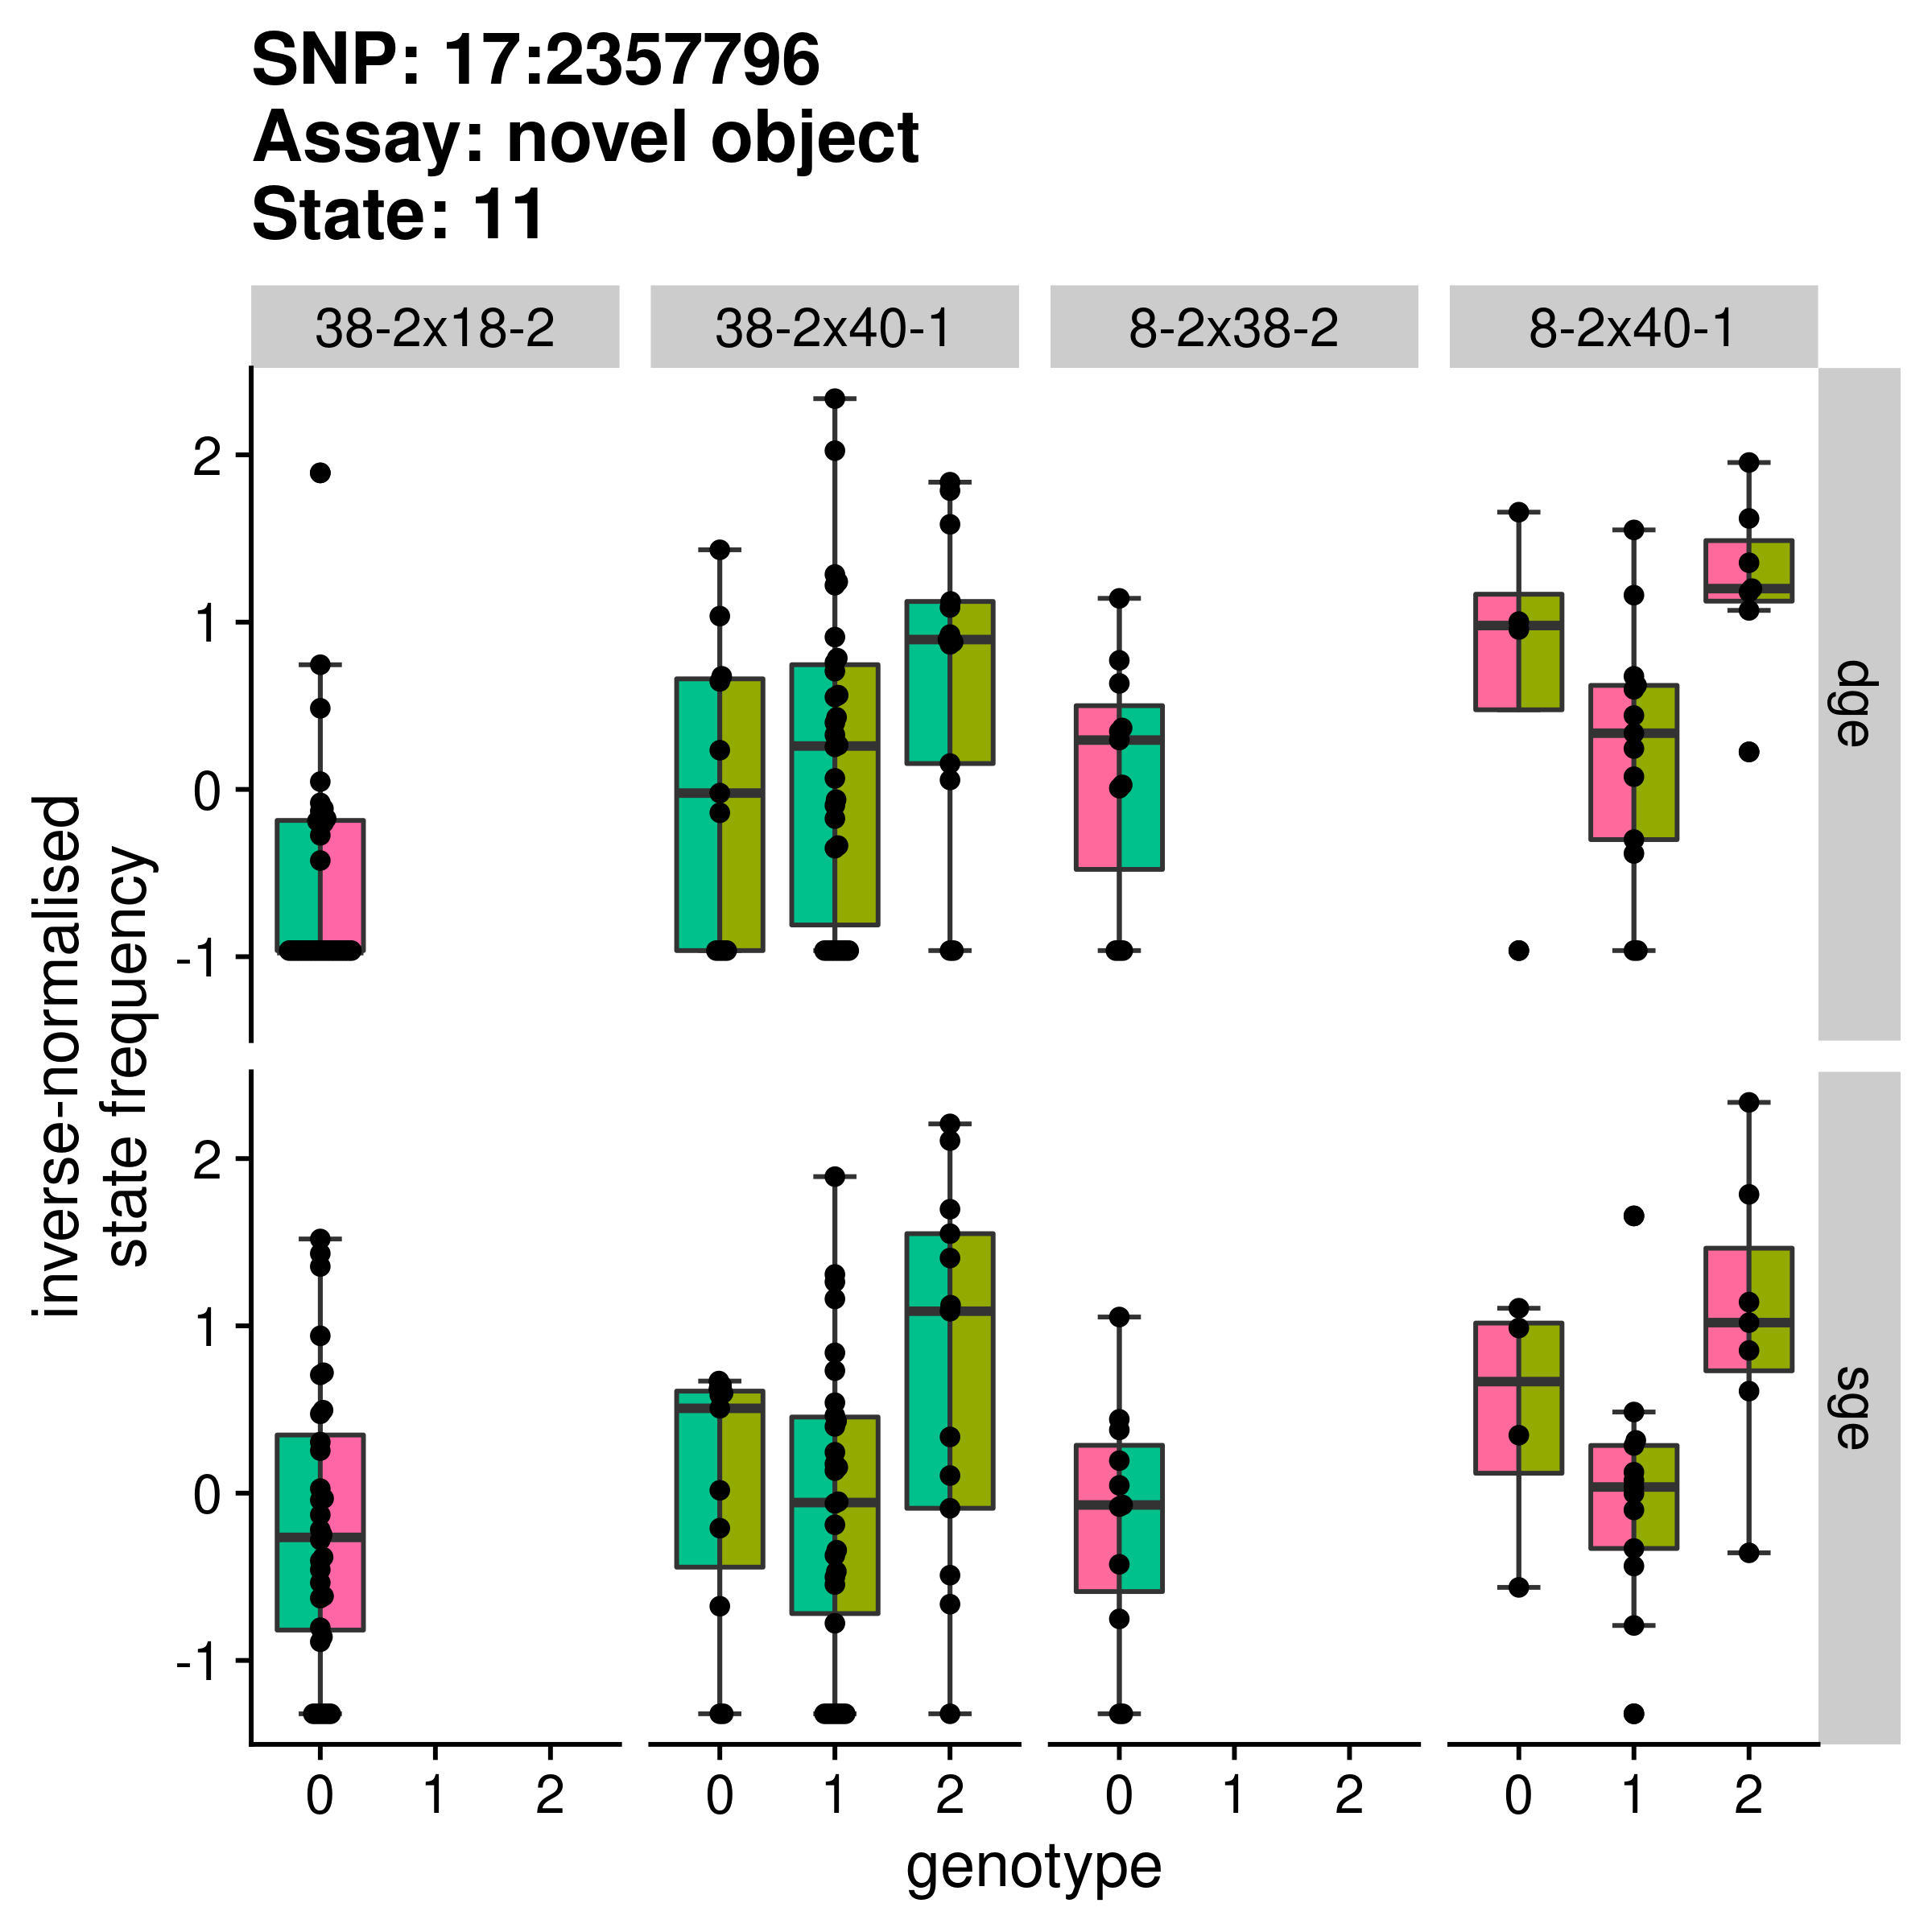 SNP: 17:2357796
Assay: novel object
State: 11
38-2x18-2
38-2x40-1
8-2x38-2
8-2x40-1
inverse-normalised
state frequency
2
1
0
-1
dge
2
1
0
-1
sge
0 1 2
0 1 2
0 1 2
0 1 2
genotype